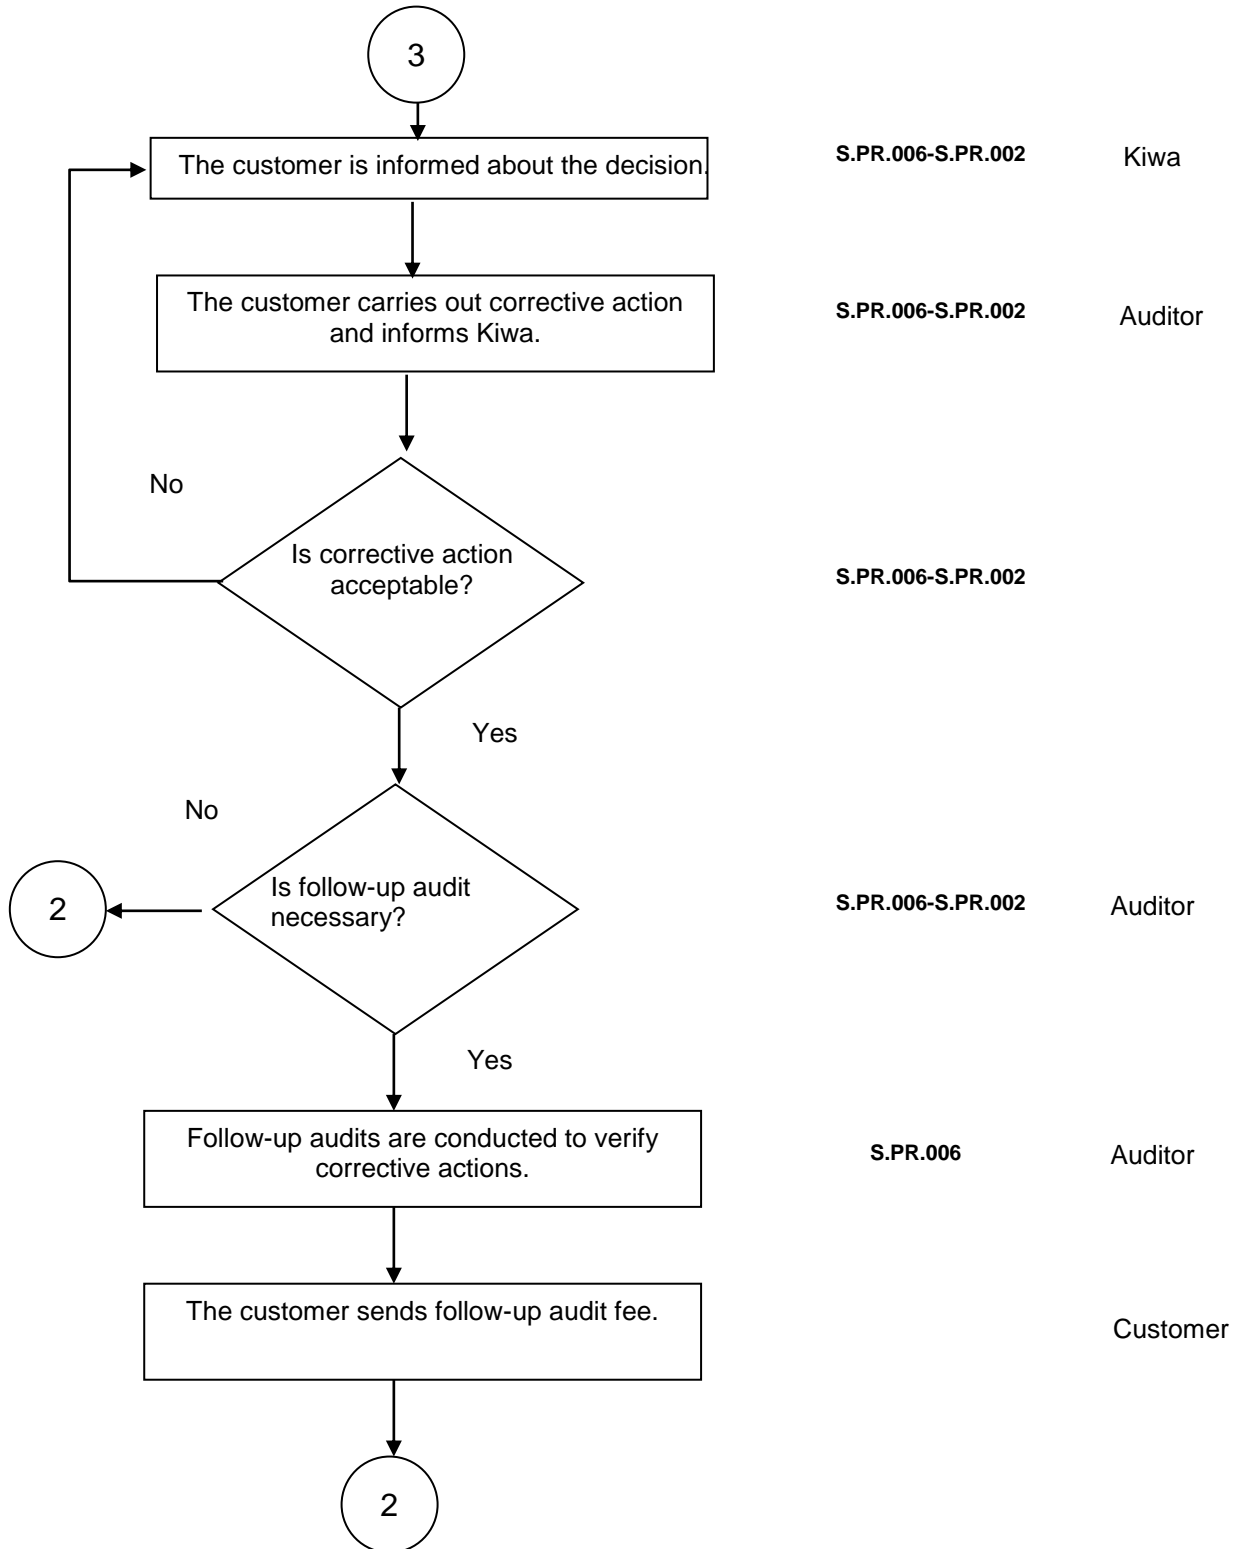 3
The customer is informed about the decision.
S.PR.006-S.PR.002
Kiwa
The customer carries out corrective action
and informs Kiwa.
S.PR.006-S.PR.002
Auditor
No
Is corrective action
acceptable?
S.PR.006-S.PR.002
Yes
No
2
Is follow-up audit
necessary?
S.PR.006-S.PR.002
Auditor
Yes
Follow-up audits are conducted to verify
corrective actions.
S.PR.006
Auditor
The customer sends follow-up audit fee.
Customer
2